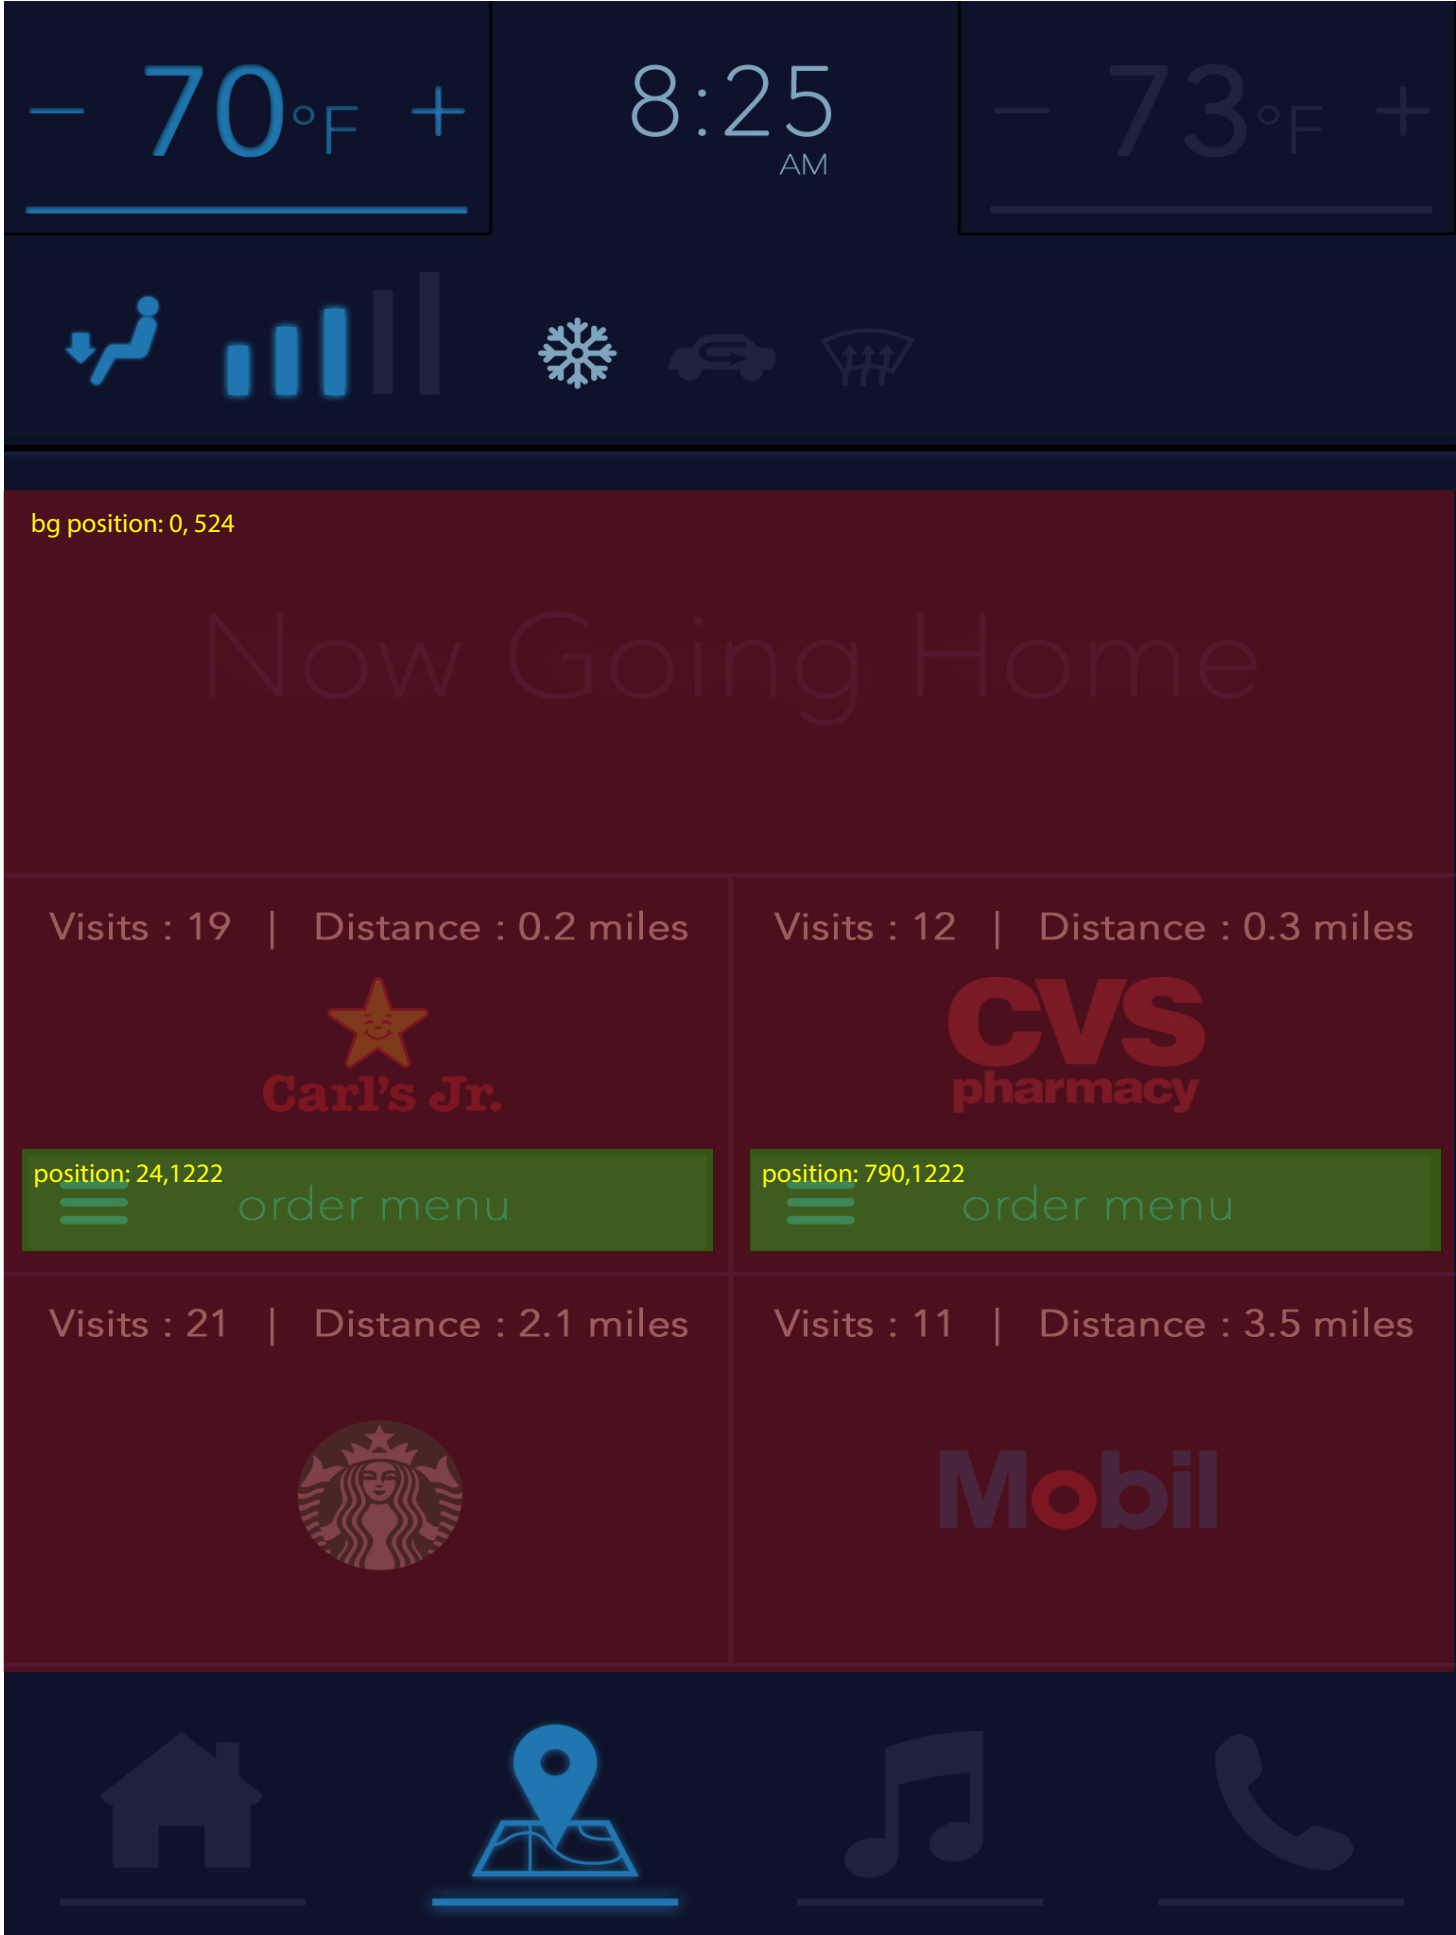 − 70°F +
8:25
AM
− 73°F +
bg position: 0, 524
Now Going Home
Visits : 19 | Distance : 0.2 miles
Carl's Jr.
position: 24,1222
order menu
Visits : 12 | Distance : 0.3 miles
CVS
pharmacy
position: 790,1222
order menu
Visits : 21 | Distance : 2.1 miles
Visits : 11 | Distance : 3.5 miles
Mobil